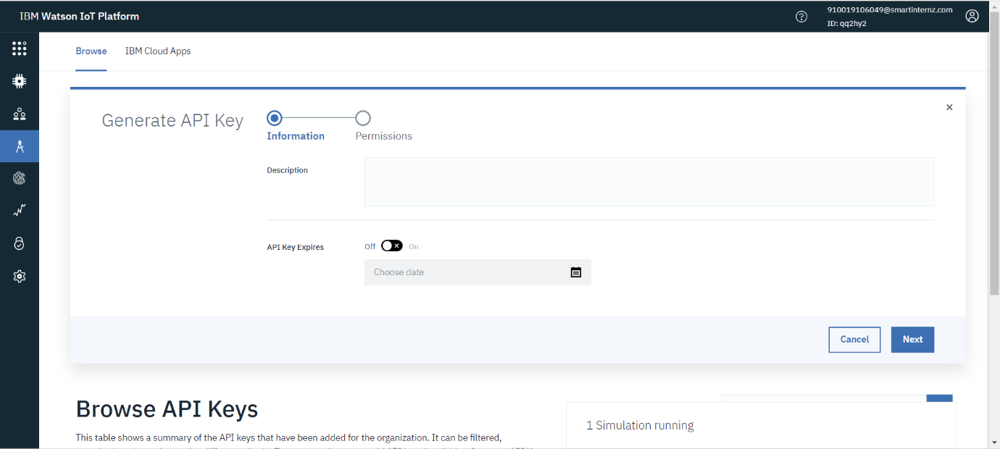 IBM Watson IoT Platform
910019106049@smartinternz.com
ID: qq2hy2
Browse IBM Cloud Apps
Generate API Key
Information Permissions
Description
API Key Expires
Off On
Choose date
Cancel Next
Browse API Keys
1 Simulation running
This table shows a summary of the API keys that have been added for the organization. It can be filtered,